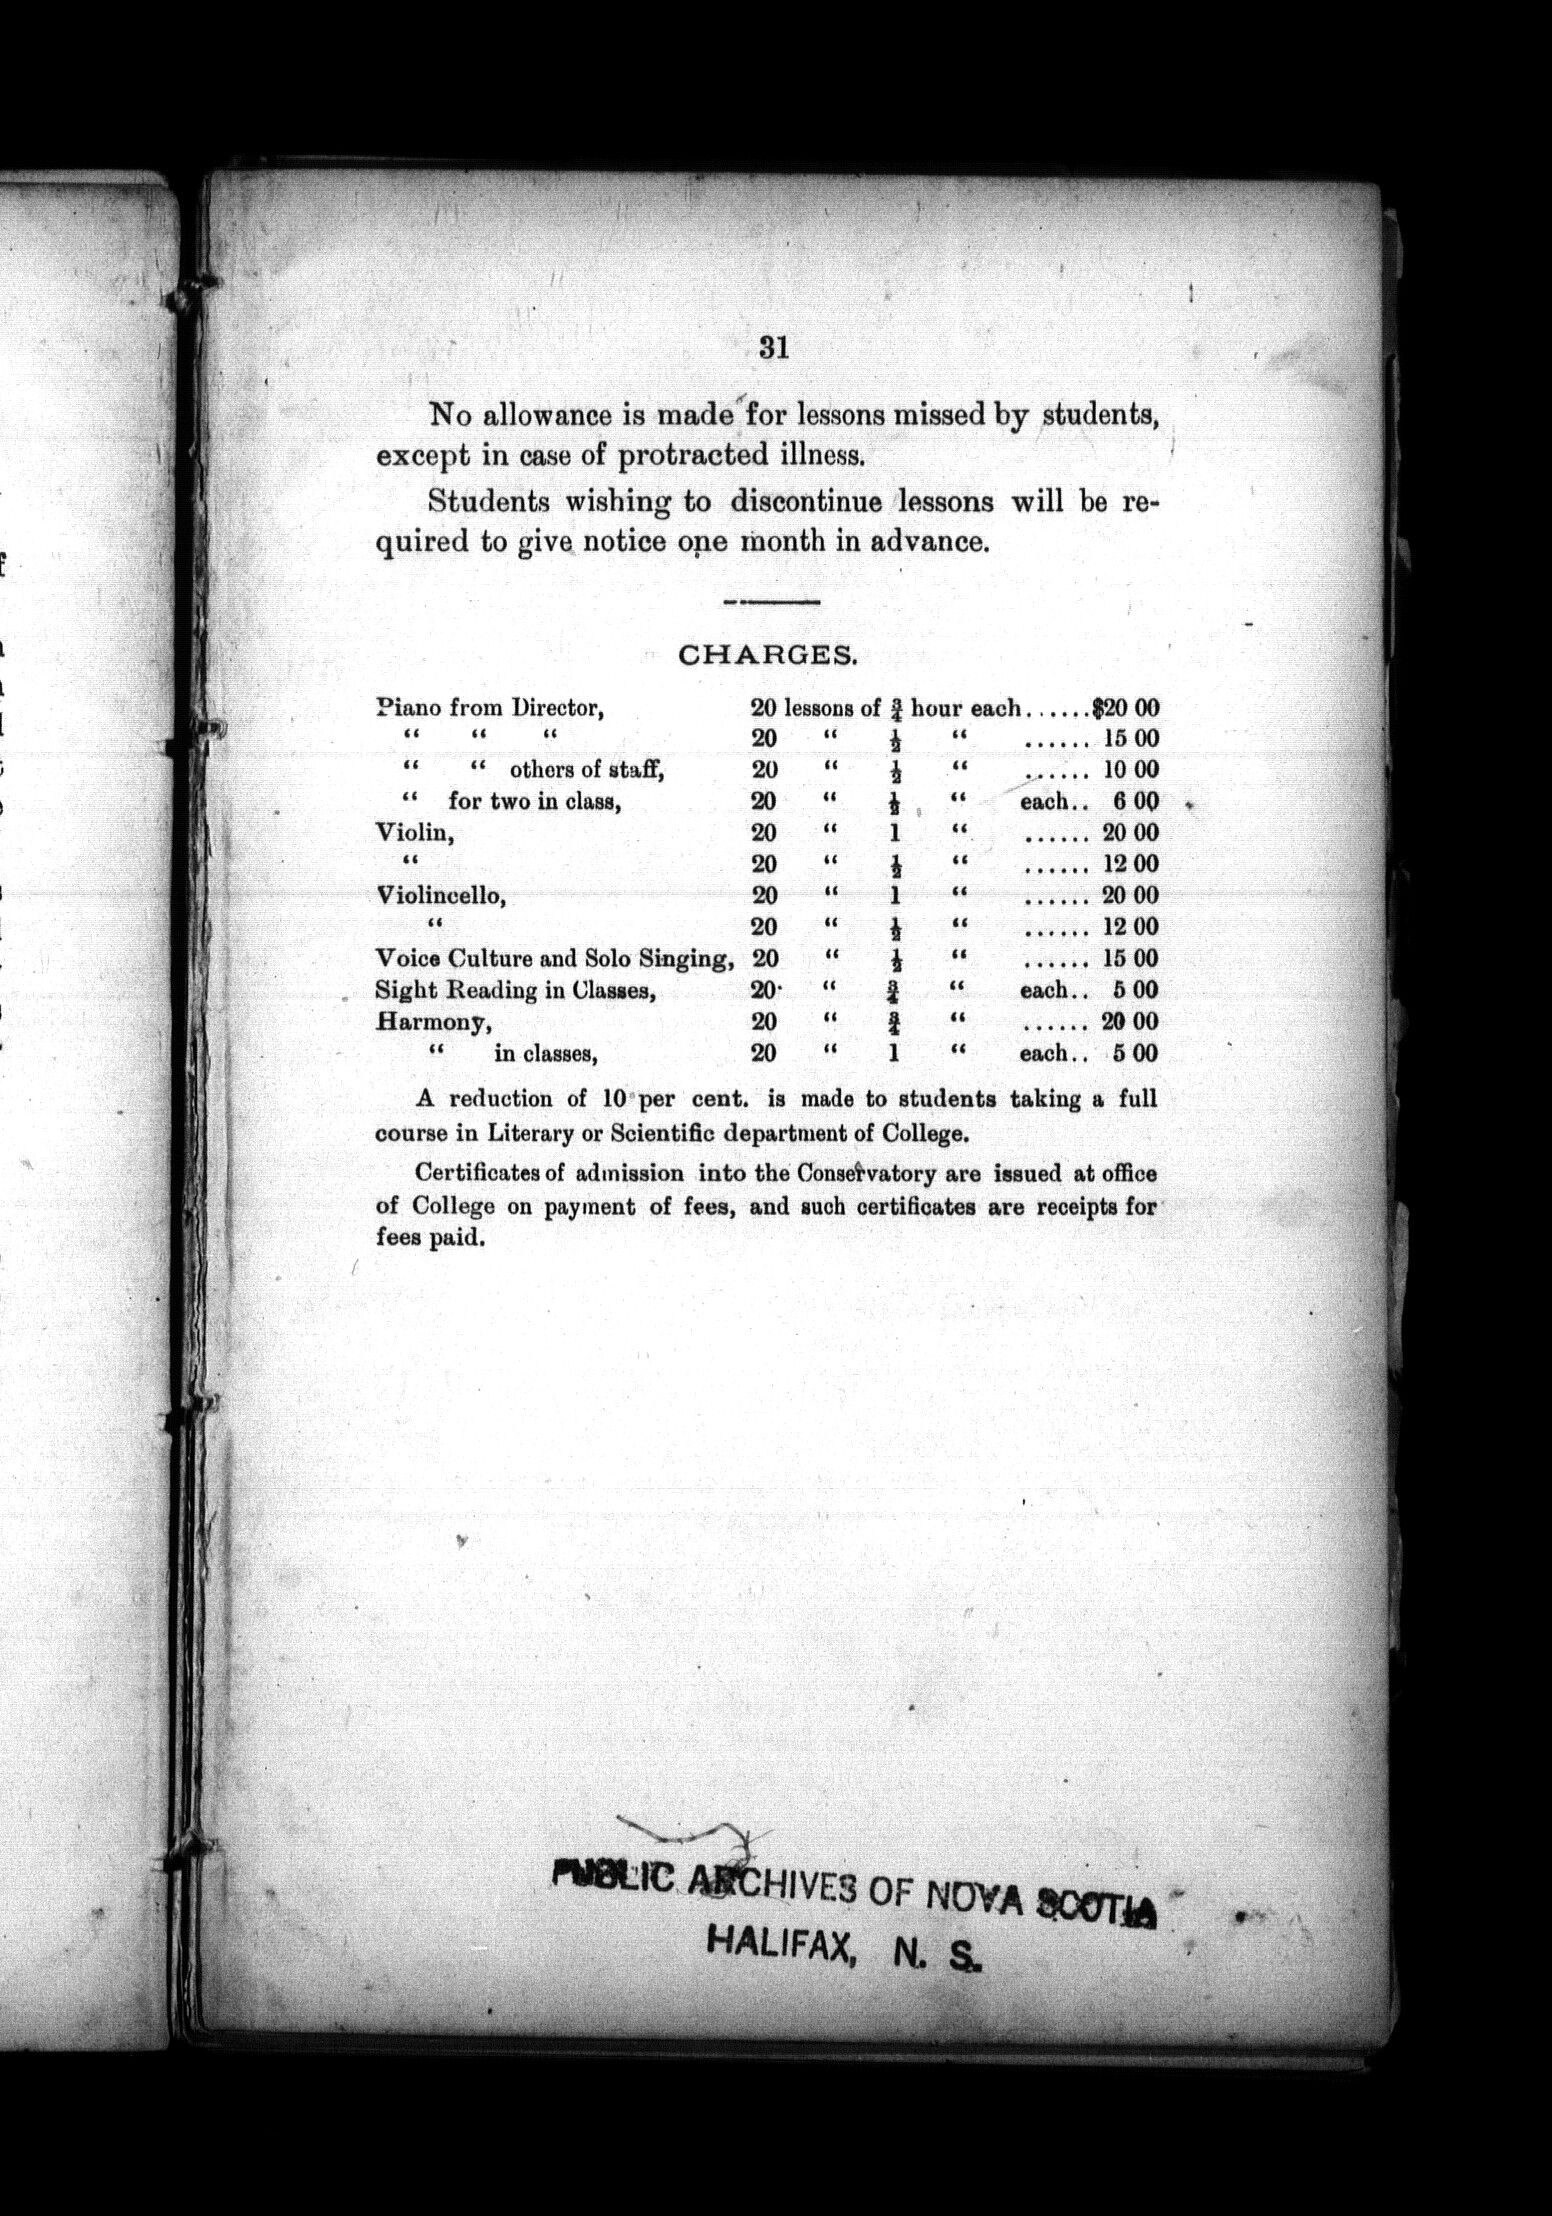 31
No allowance is made for lessons missed by students,
except in case of protracted illness.
Students wishing to discontinue lessons will be re-
quired to give notice one month in advance.
CHARGES.
Piano from Director, 20 lessons of ¾ hour each......$20 00
“ “ “ 20 “ ½ “ ...... 15 00
“ “ others of staff, 20 “ ½ “ ...... 10 00
“ for two in class, 20 “ ½ “ each.. 6 00
Violin, 20 “ 1 “ ...... 20 00
“ 20 “ ½ “ ...... 12 00
Violincello, 20 “ 1 “ ...... 20 00
“ 20 “ ½ “ ...... 12 00
Voice Culture and Solo Singing, 20 “ ½ “ ...... 15 00
Sight Reading in Classes, 20 “ ¾ “ each.. 5 00
Harmony, 20 “ ¾ “ ...... 20 00
“ in classes, 20 “ 1 “ each.. 5 00
A reduction of 10 per cent. is made to students taking a full
course in Literary or Scientific department of College.
Certificates of admission into the Conservatory are issued at office
of College on payment of fees, and such certificates are receipts for
fees paid.
PUBLIC ARCHIVES OF NOVA SCOTIA
HALIFAX, N. S.